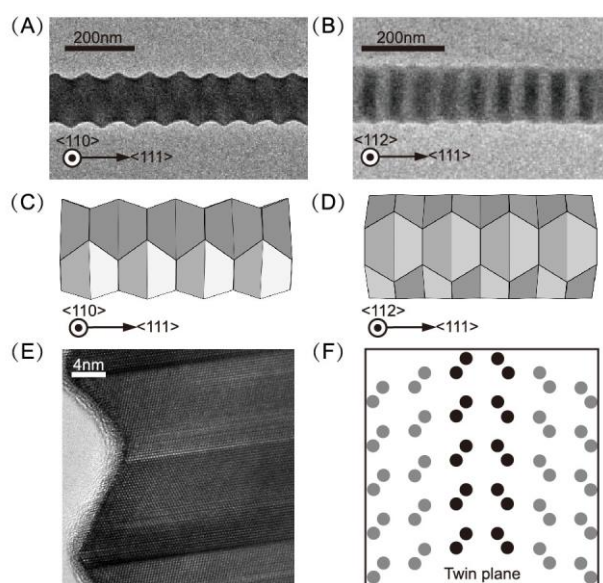 (A)
200nm
<110>
<111>
(B)
200nm
<112>
<111>
(C)
<110>
<111>
(D)
<112>
<111>
(E)
4nm
(F)
Twin plane